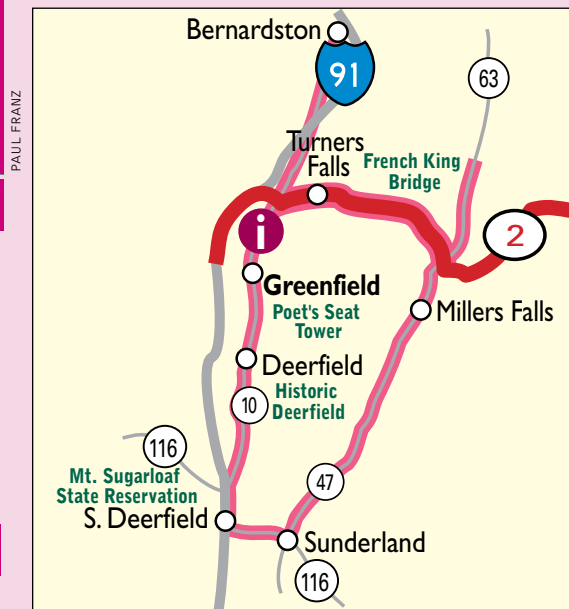 PAUL FRANZ
Bernardston
91
63
Turners
Falls
French King
Bridge
2
i
Greenfield
Poet's Seat
Tower
Millers Falls
Deerfield
10
Historic
Deerfield
116
Mt. Sugarloaf
State Reservation
47
S. Deerfield
Sunderland
116